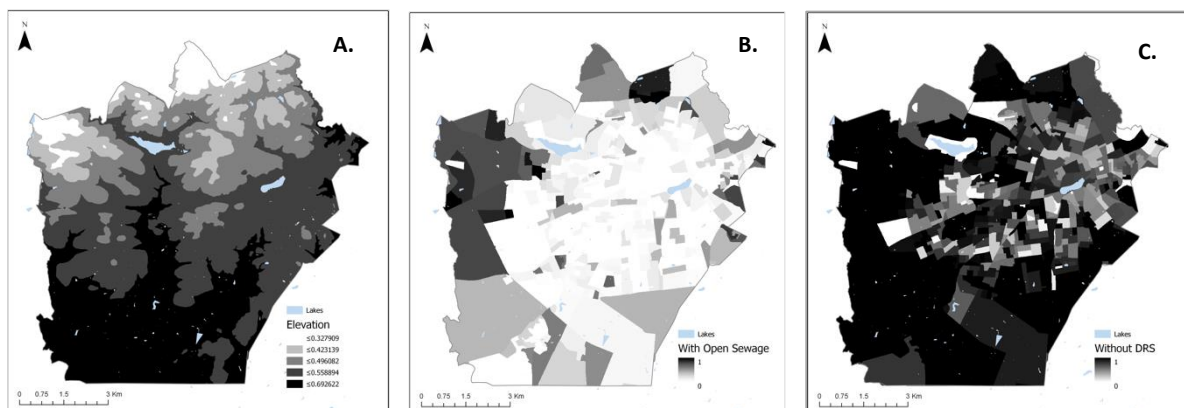 N
A.
Lakes
Elevation
≤0.327909
≤0.423139
≤0.496082
≤0.558894
≤0.692622
0 0.75 1.5 3 Km
N
B.
Lakes
With Open Sewage
1
0
0 0.75 1.5 3 Km
N
C.
Lakes
Without DRS
1
0
0 0.75 1.5 3 Km